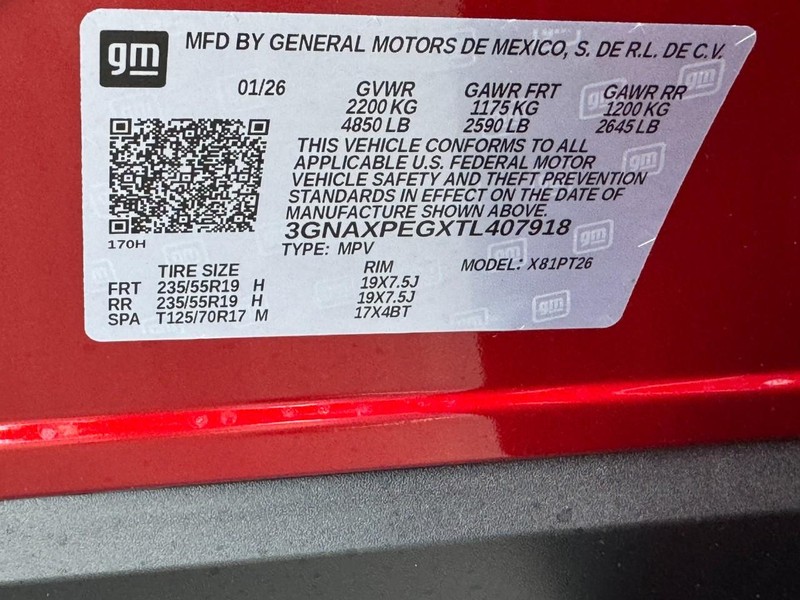 gm MFD BY GENERAL MOTORS DE MEXICO, S. DE R.L. DE C.V.
01/26 GVWR GAWR FRT GAWR RR
2200 KG 1175 KG 1200 KG
4850 LB 2590 LB 2645 LB
THIS VEHICLE CONFORMS TO ALL
APPLICABLE U.S. FEDERAL MOTOR
VEHICLE SAFETY AND THEFT PREVENTION
STANDARDS IN EFFECT ON THE DATE OF
MANUFACTURE SHOWN ABOVE.
3GNAXPEGXTL407918
170H
TYPE: MPV MODEL: X81PT26
TIRE SIZE RIM
FRT 235/55R19 H 19X7.5J
RR 235/55R19 H 19X7.5J
SPA T125/70R17 M 17X4BT